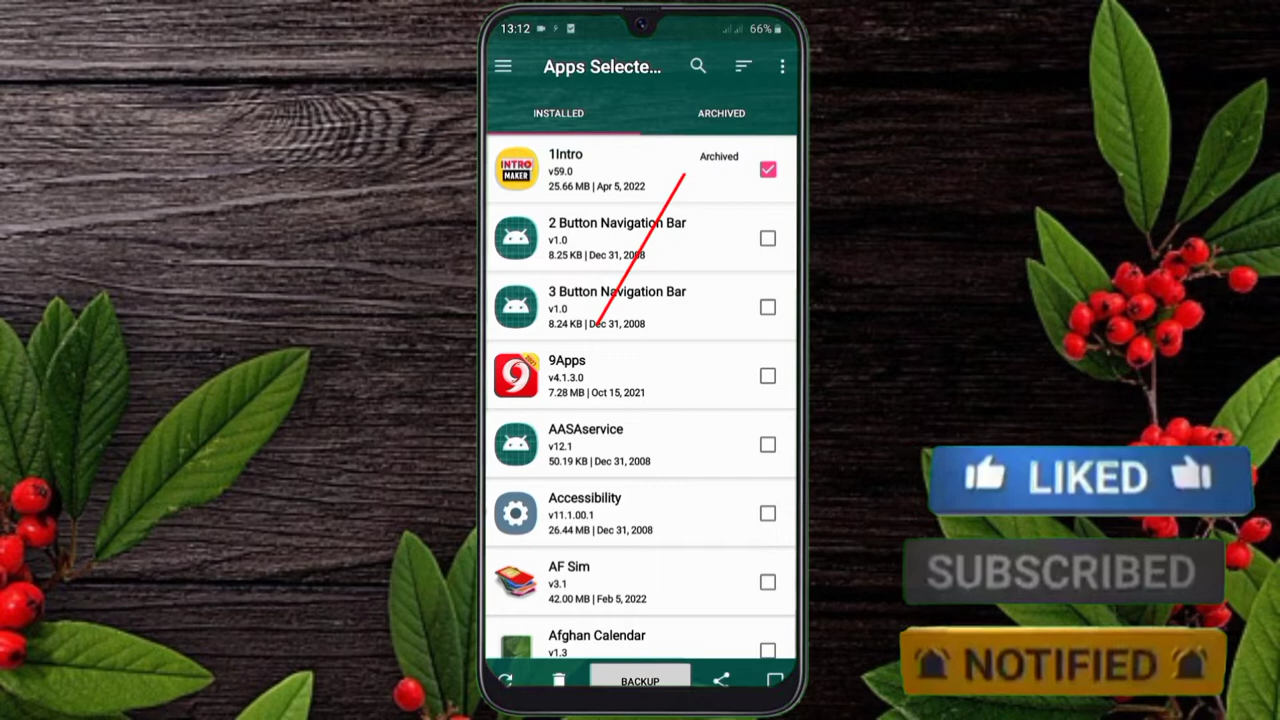 13:12
66%
Apps Selecte...
INSTALLED
ARCHIVED
INTRO
MAKER
1Intro
Archived
v59.0
25.66 MB | Apr 5, 2022
2 Button Navigation Bar
v1.0
8.25 KB | Dec 31, 2008
3 Button Navigation Bar
v1.0
8.24 KB | Dec 31, 2008
9Apps
v4.1.3.0
7.28 MB | Oct 15, 2021
AASAservice
v12.1
50.19 KB | Dec 31, 2008
Accessibility
v11.1.00.1
26.44 MB | Dec 31, 2008
AF Sim
v3.1
42.00 MB | Feb 5, 2022
Afghan Calendar
v1.3
BACKUP
LIKED
SUBSCRIBED
NOTIFIED